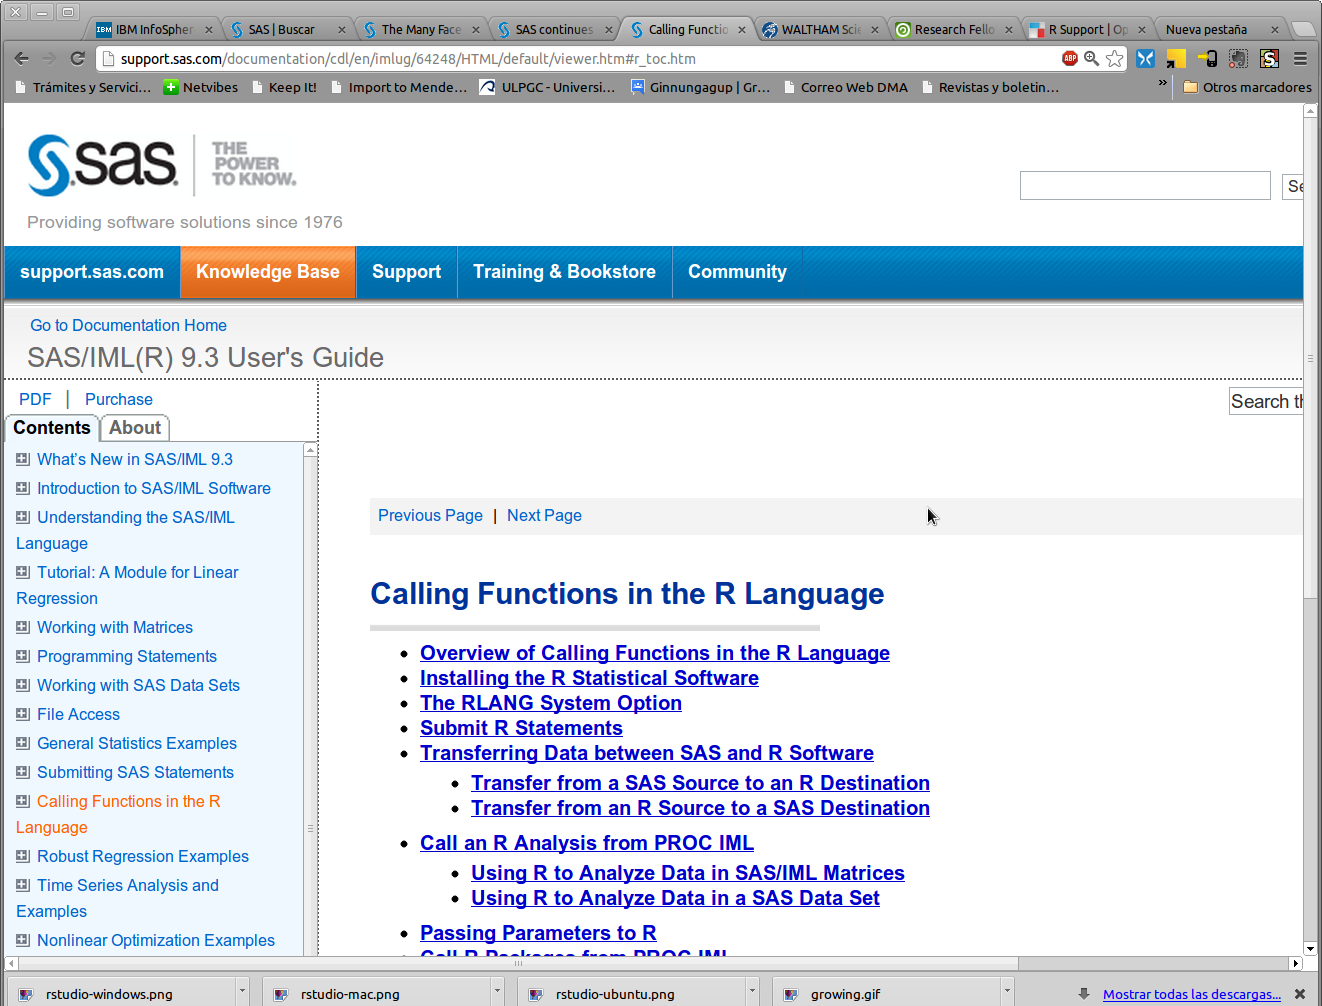 IBM InfoSpher
SAS | Buscar
The Many Face
SAS continues
Calling Functio
WALTHAM Scie
Research Fello
R Support | Op
Nueva pestaña
support.sas.com/documentation/cdl/en/imlug/64248/HTML/default/viewer.htm#r_toc.htm
ABP
Trámites y Servici...
Netvibes
Keep It!
Import to Mende...
ULPGC - Universi...
Ginnungagup | Gr...
Correo Web DMA
Revistas y boletin...
»
Otros marcadores
sas
THE
POWER
TO KNOW.
Se
Providing software solutions since 1976
support.sas.com
Knowledge Base
Support
Training & Bookstore
Community
Go to Documentation Home
SAS/IML(R) 9.3 User's Guide
PDF | Purchase
Search th
Contents
About
What's New in SAS/IML 9.3
Introduction to SAS/IML Software
Understanding the SAS/IML
Language
Tutorial: A Module for Linear
Regression
Working with Matrices
Programming Statements
Working with SAS Data Sets
File Access
General Statistics Examples
Submitting SAS Statements
Calling Functions in the R
Language
Robust Regression Examples
Time Series Analysis and
Examples
Nonlinear Optimization Examples
Previous Page | Next Page
Calling Functions in the R Language
Overview of Calling Functions in the R Language
Installing the R Statistical Software
The RLANG System Option
Submit R Statements
Transferring Data between SAS and R Software
Transfer from a SAS Source to an R Destination
Transfer from an R Source to a SAS Destination
Call an R Analysis from PROC IML
Using R to Analyze Data in SAS/IML Matrices
Using R to Analyze Data in a SAS Data Set
Passing Parameters to R
Call R Packages from PROC IML
rstudio-windows.png
rstudio-mac.png
rstudio-ubuntu.png
growing.gif
Mostrar todas las descargas...